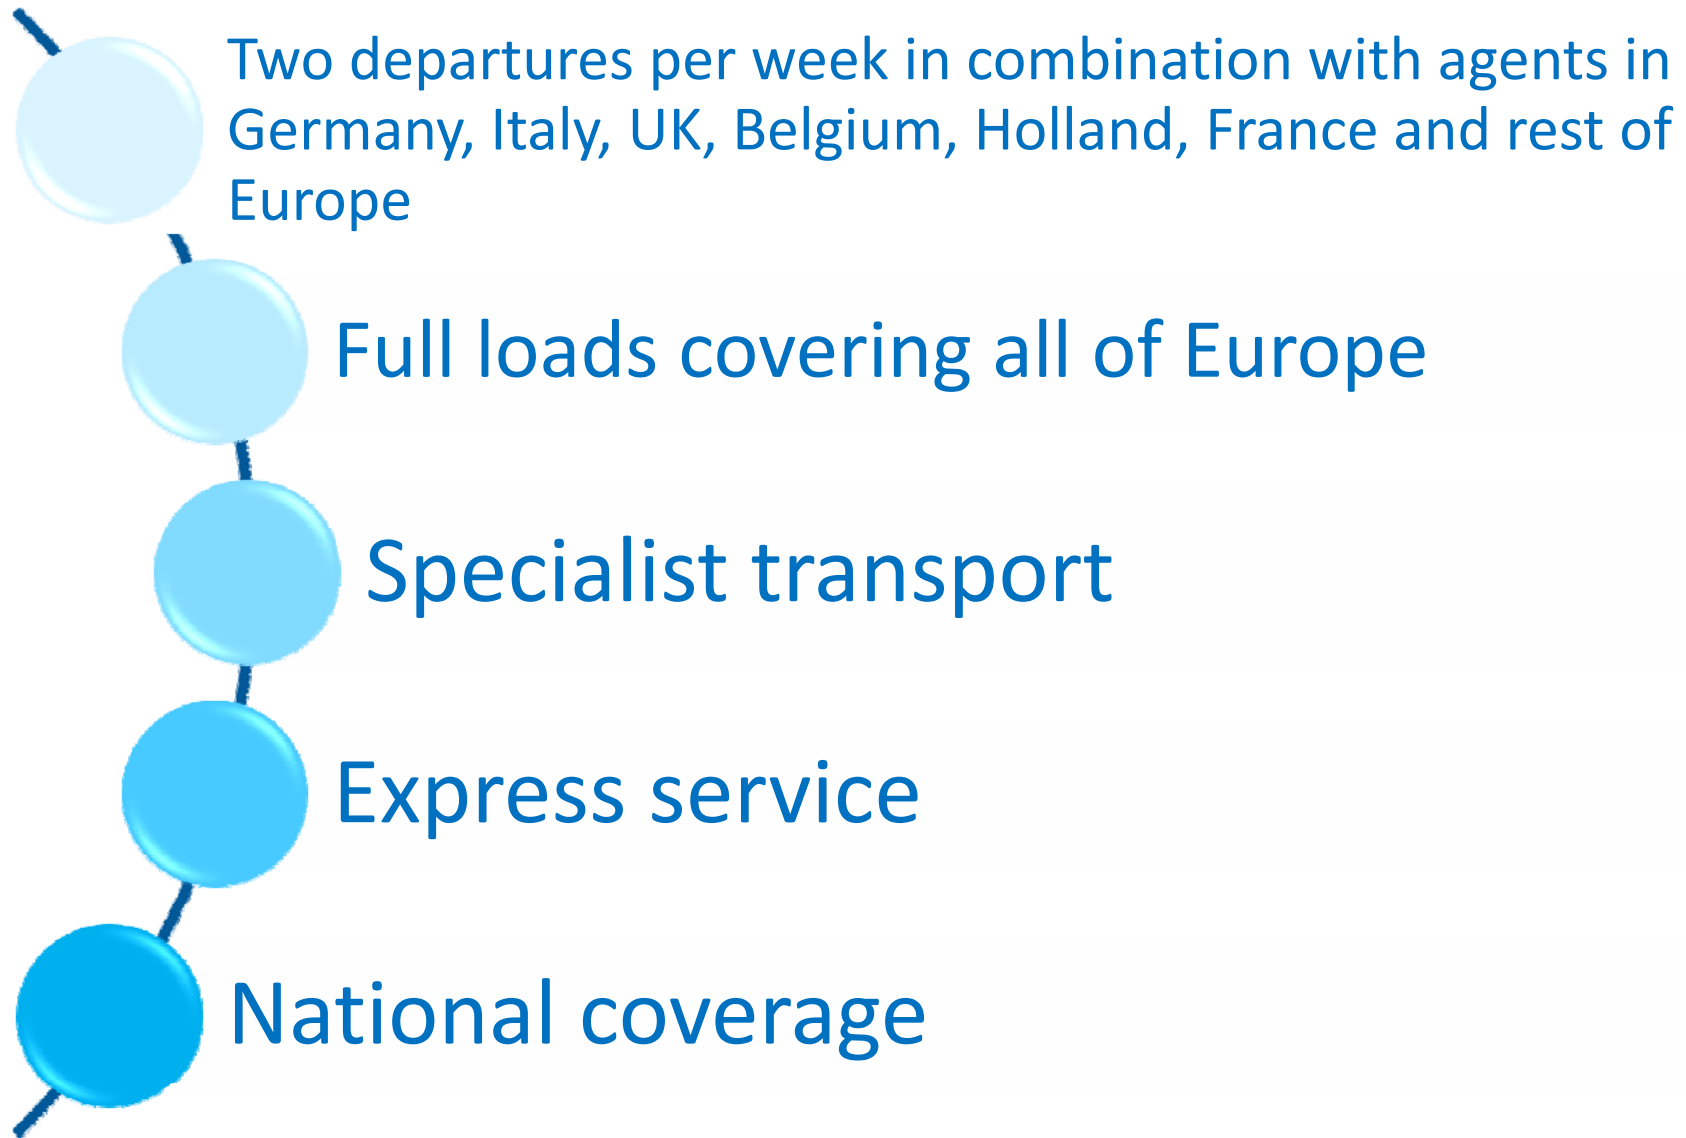 Two departures per week in combination with agents in
Germany, Italy, UK, Belgium, Holland, France and rest of
Europe
Full loads covering all of Europe
Specialist transport
Express service
National coverage